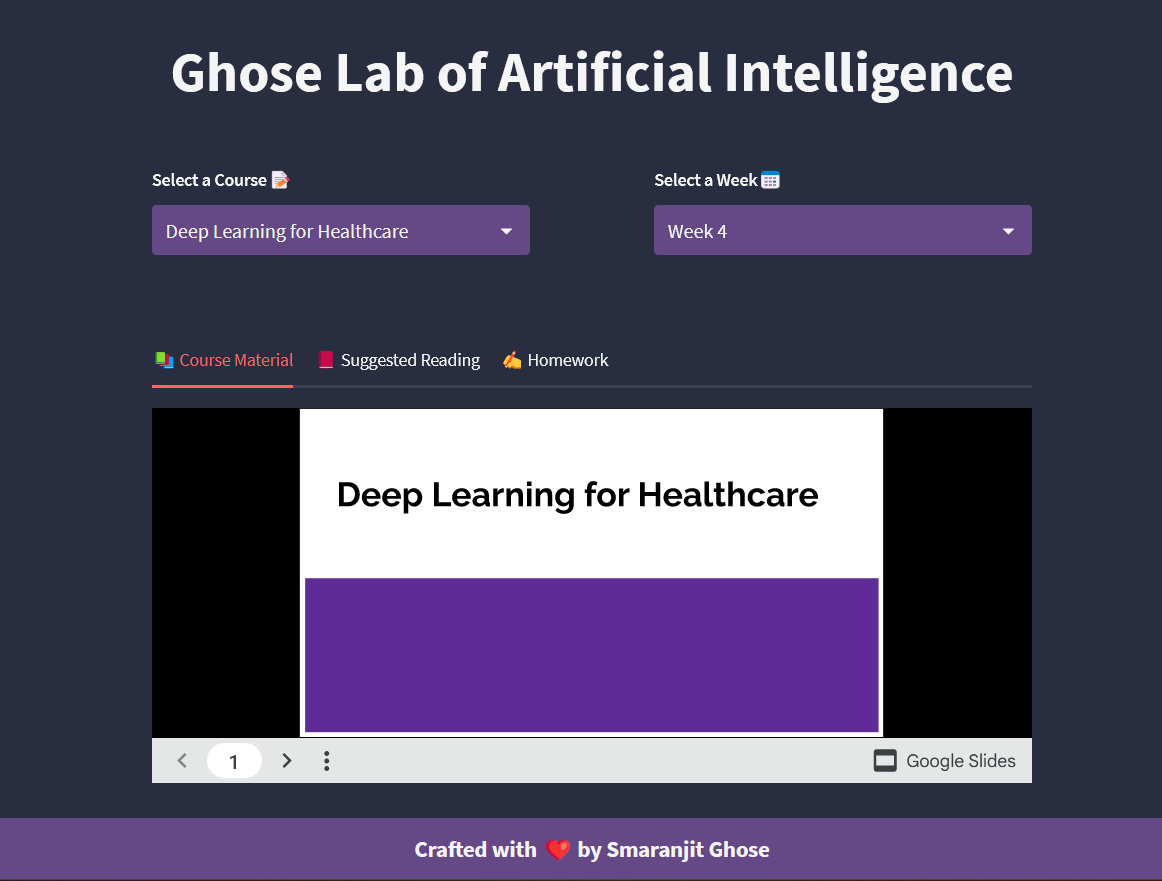 Ghose Lab of Artificial Intelligence
Select a Course 📝
Select a Week 📅
Deep Learning for Healthcare
Week 4
📚 Course Material
📕 Suggested Reading
✍️ Homework
Deep Learning for Healthcare
1
Google Slides
Crafted with ❤️ by Smaranjit Ghose